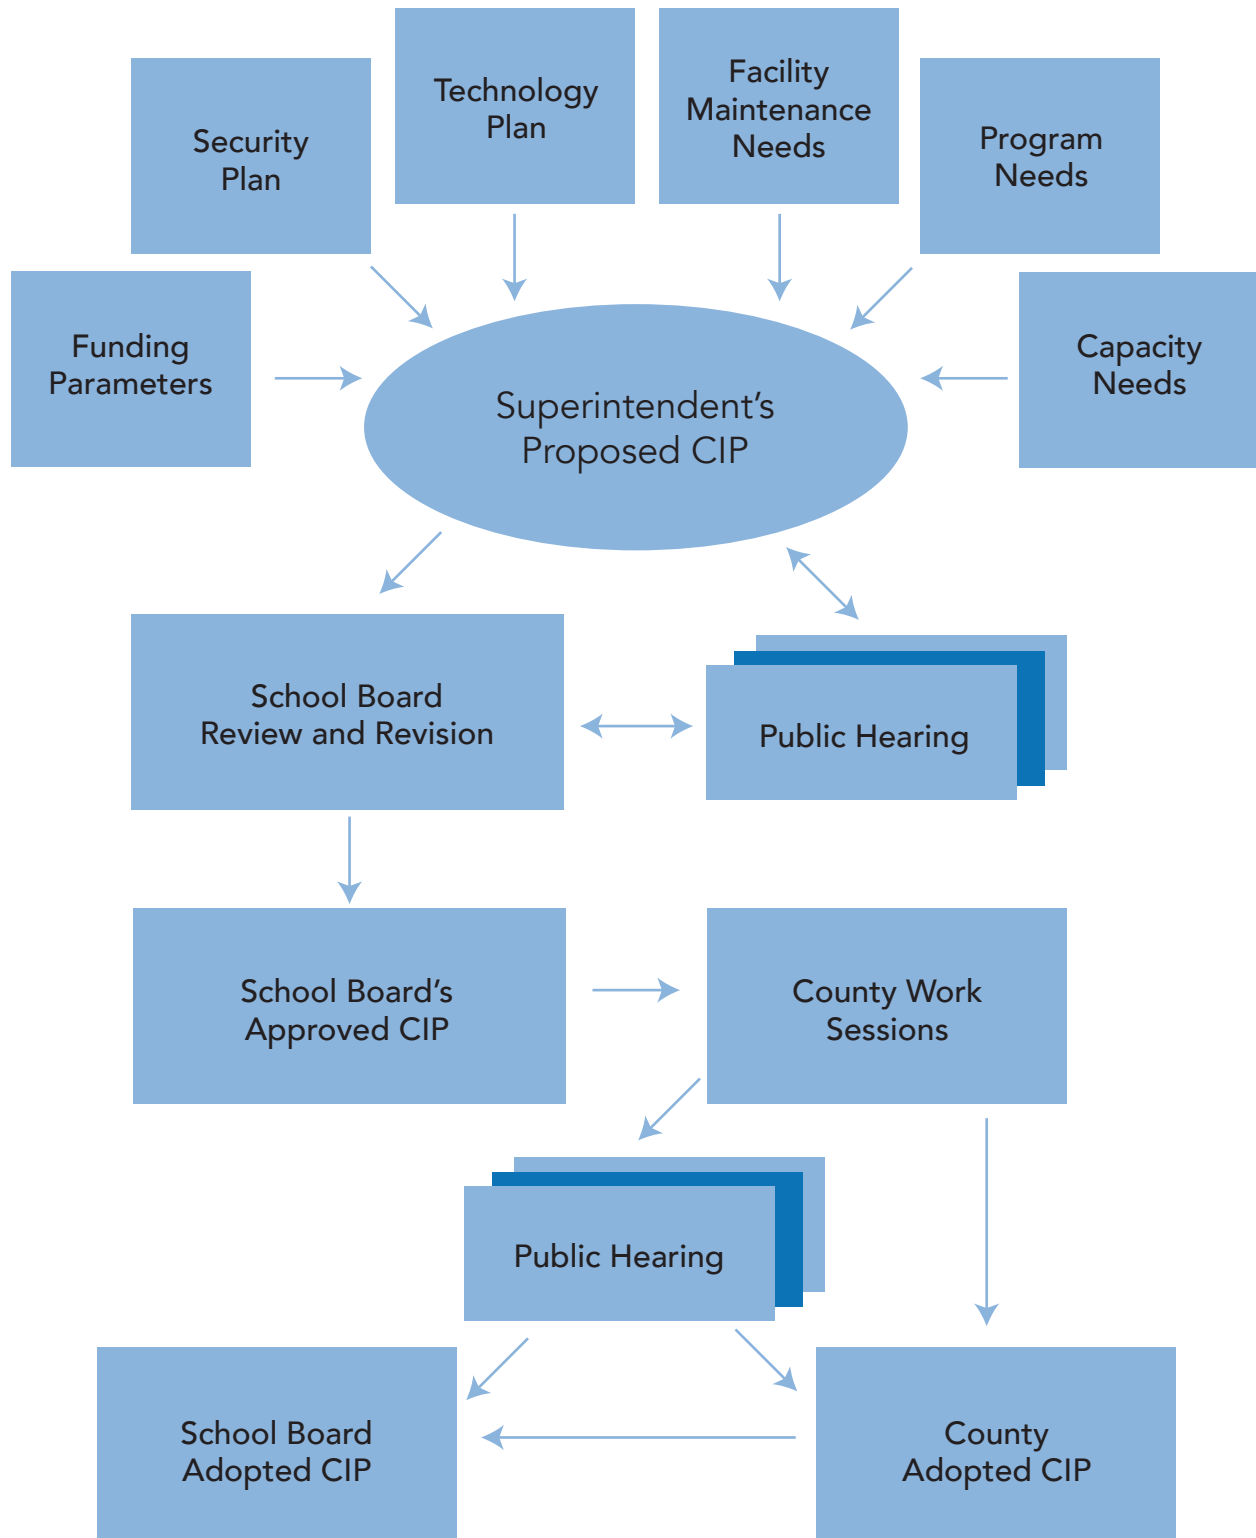 Technology
Plan
Facility
Maintenance
Needs
Security
Plan
Program
Needs
Funding
Parameters
Capacity
Needs
Superintendent’s
Proposed CIP
School Board
Review and Revision
Public Hearing
School Board’s
Approved CIP
County Work
Sessions
Public Hearing
School Board
Adopted CIP
County
Adopted CIP